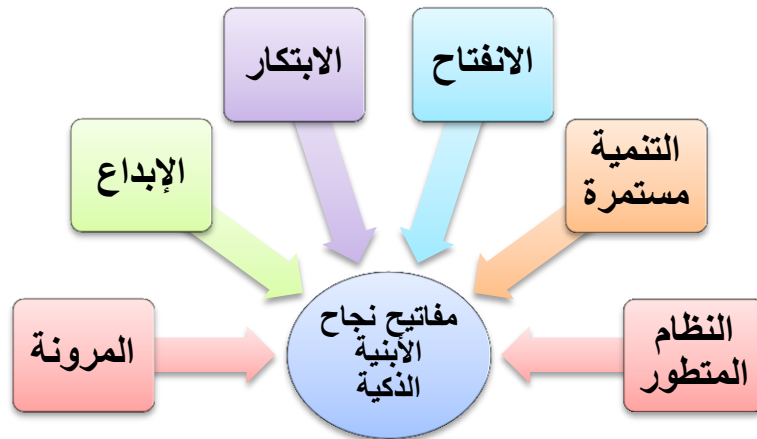 الابتكار
الانفتاح
الإبداع
التنمية
مستمرة
المرونة
مفاتيح نجاح
الأبنية
الذكية
النظام
المتطور